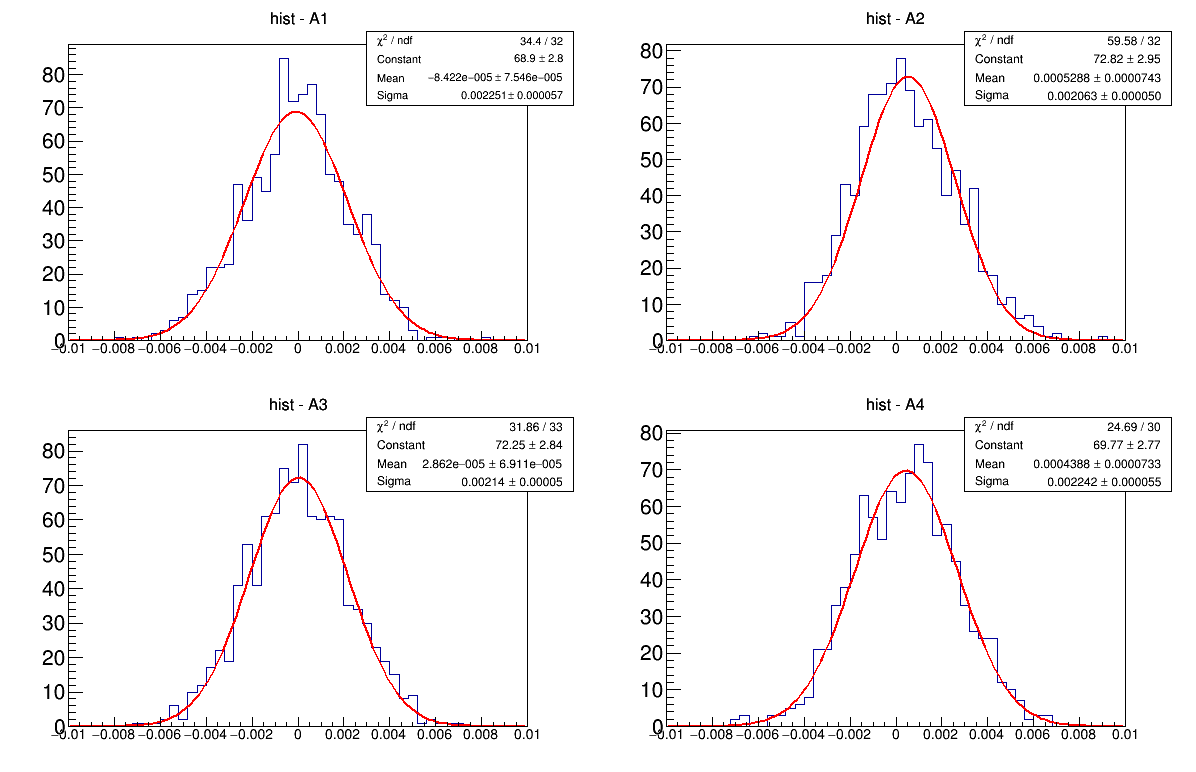 hist - A1
χ² / ndf 34.4 / 32
Constant 68.9 ± 2.8
Mean −8.422e−005 ± 7.546e−005
Sigma 0.002251 ± 0.000057
80
70
60
50
40
30
20
10
0
−0.01 −0.008 −0.006 −0.004 −0.002 0 0.002 0.004 0.006 0.008 0.01
hist - A2
χ² / ndf 59.58 / 32
Constant 72.82 ± 2.95
Mean 0.0005288 ± 0.0000743
Sigma 0.002063 ± 0.000050
80
70
60
50
40
30
20
10
0
−0.01 −0.008 −0.006 −0.004 −0.002 0 0.002 0.004 0.006 0.008 0.01
hist - A3
χ² / ndf 31.86 / 33
Constant 72.25 ± 2.84
Mean 2.862e−005 ± 6.911e−005
Sigma 0.00214 ± 0.00005
80
70
60
50
40
30
20
10
0
−0.01 −0.008 −0.006 −0.004 −0.002 0 0.002 0.004 0.006 0.008 0.01
hist - A4
χ² / ndf 24.69 / 30
Constant 69.77 ± 2.77
Mean 0.0004388 ± 0.0000733
Sigma 0.002242 ± 0.000055
80
70
60
50
40
30
20
10
0
−0.01 −0.008 −0.006 −0.004 −0.002 0 0.002 0.004 0.006 0.008 0.01